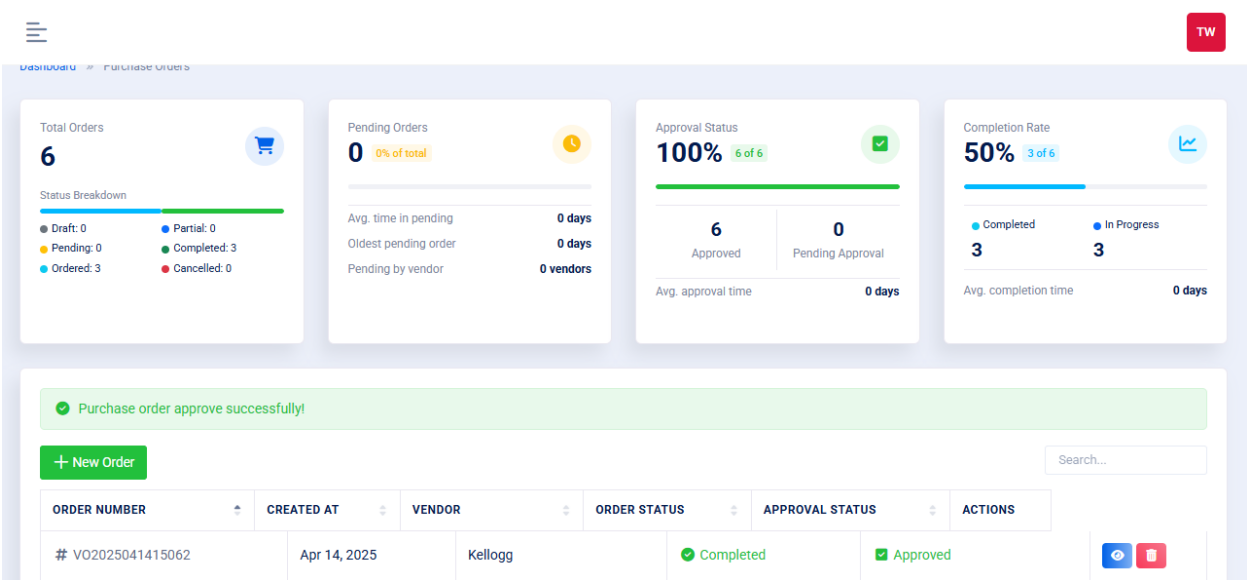 TW
Dashboard » Purchase Orders
Total Orders
6
Status Breakdown
Draft: 0
Partial: 0
Pending: 0
Completed: 3
Ordered: 3
Cancelled: 0
Pending Orders
0 0% of total
Avg. time in pending 0 days
Oldest pending order 0 days
Pending by vendor 0 vendors
Approval Status
100% 6 of 6
6 0
Approved Pending Approval
Avg. approval time 0 days
Completion Rate
50% 3 of 6
Completed In Progress
3 3
Avg. completion time 0 days
Purchase order approve successfully!
+ New Order
Search...
ORDER NUMBER CREATED AT VENDOR ORDER STATUS APPROVAL STATUS ACTIONS
# VO2025041415062 Apr 14, 2025 Kellogg Completed Approved